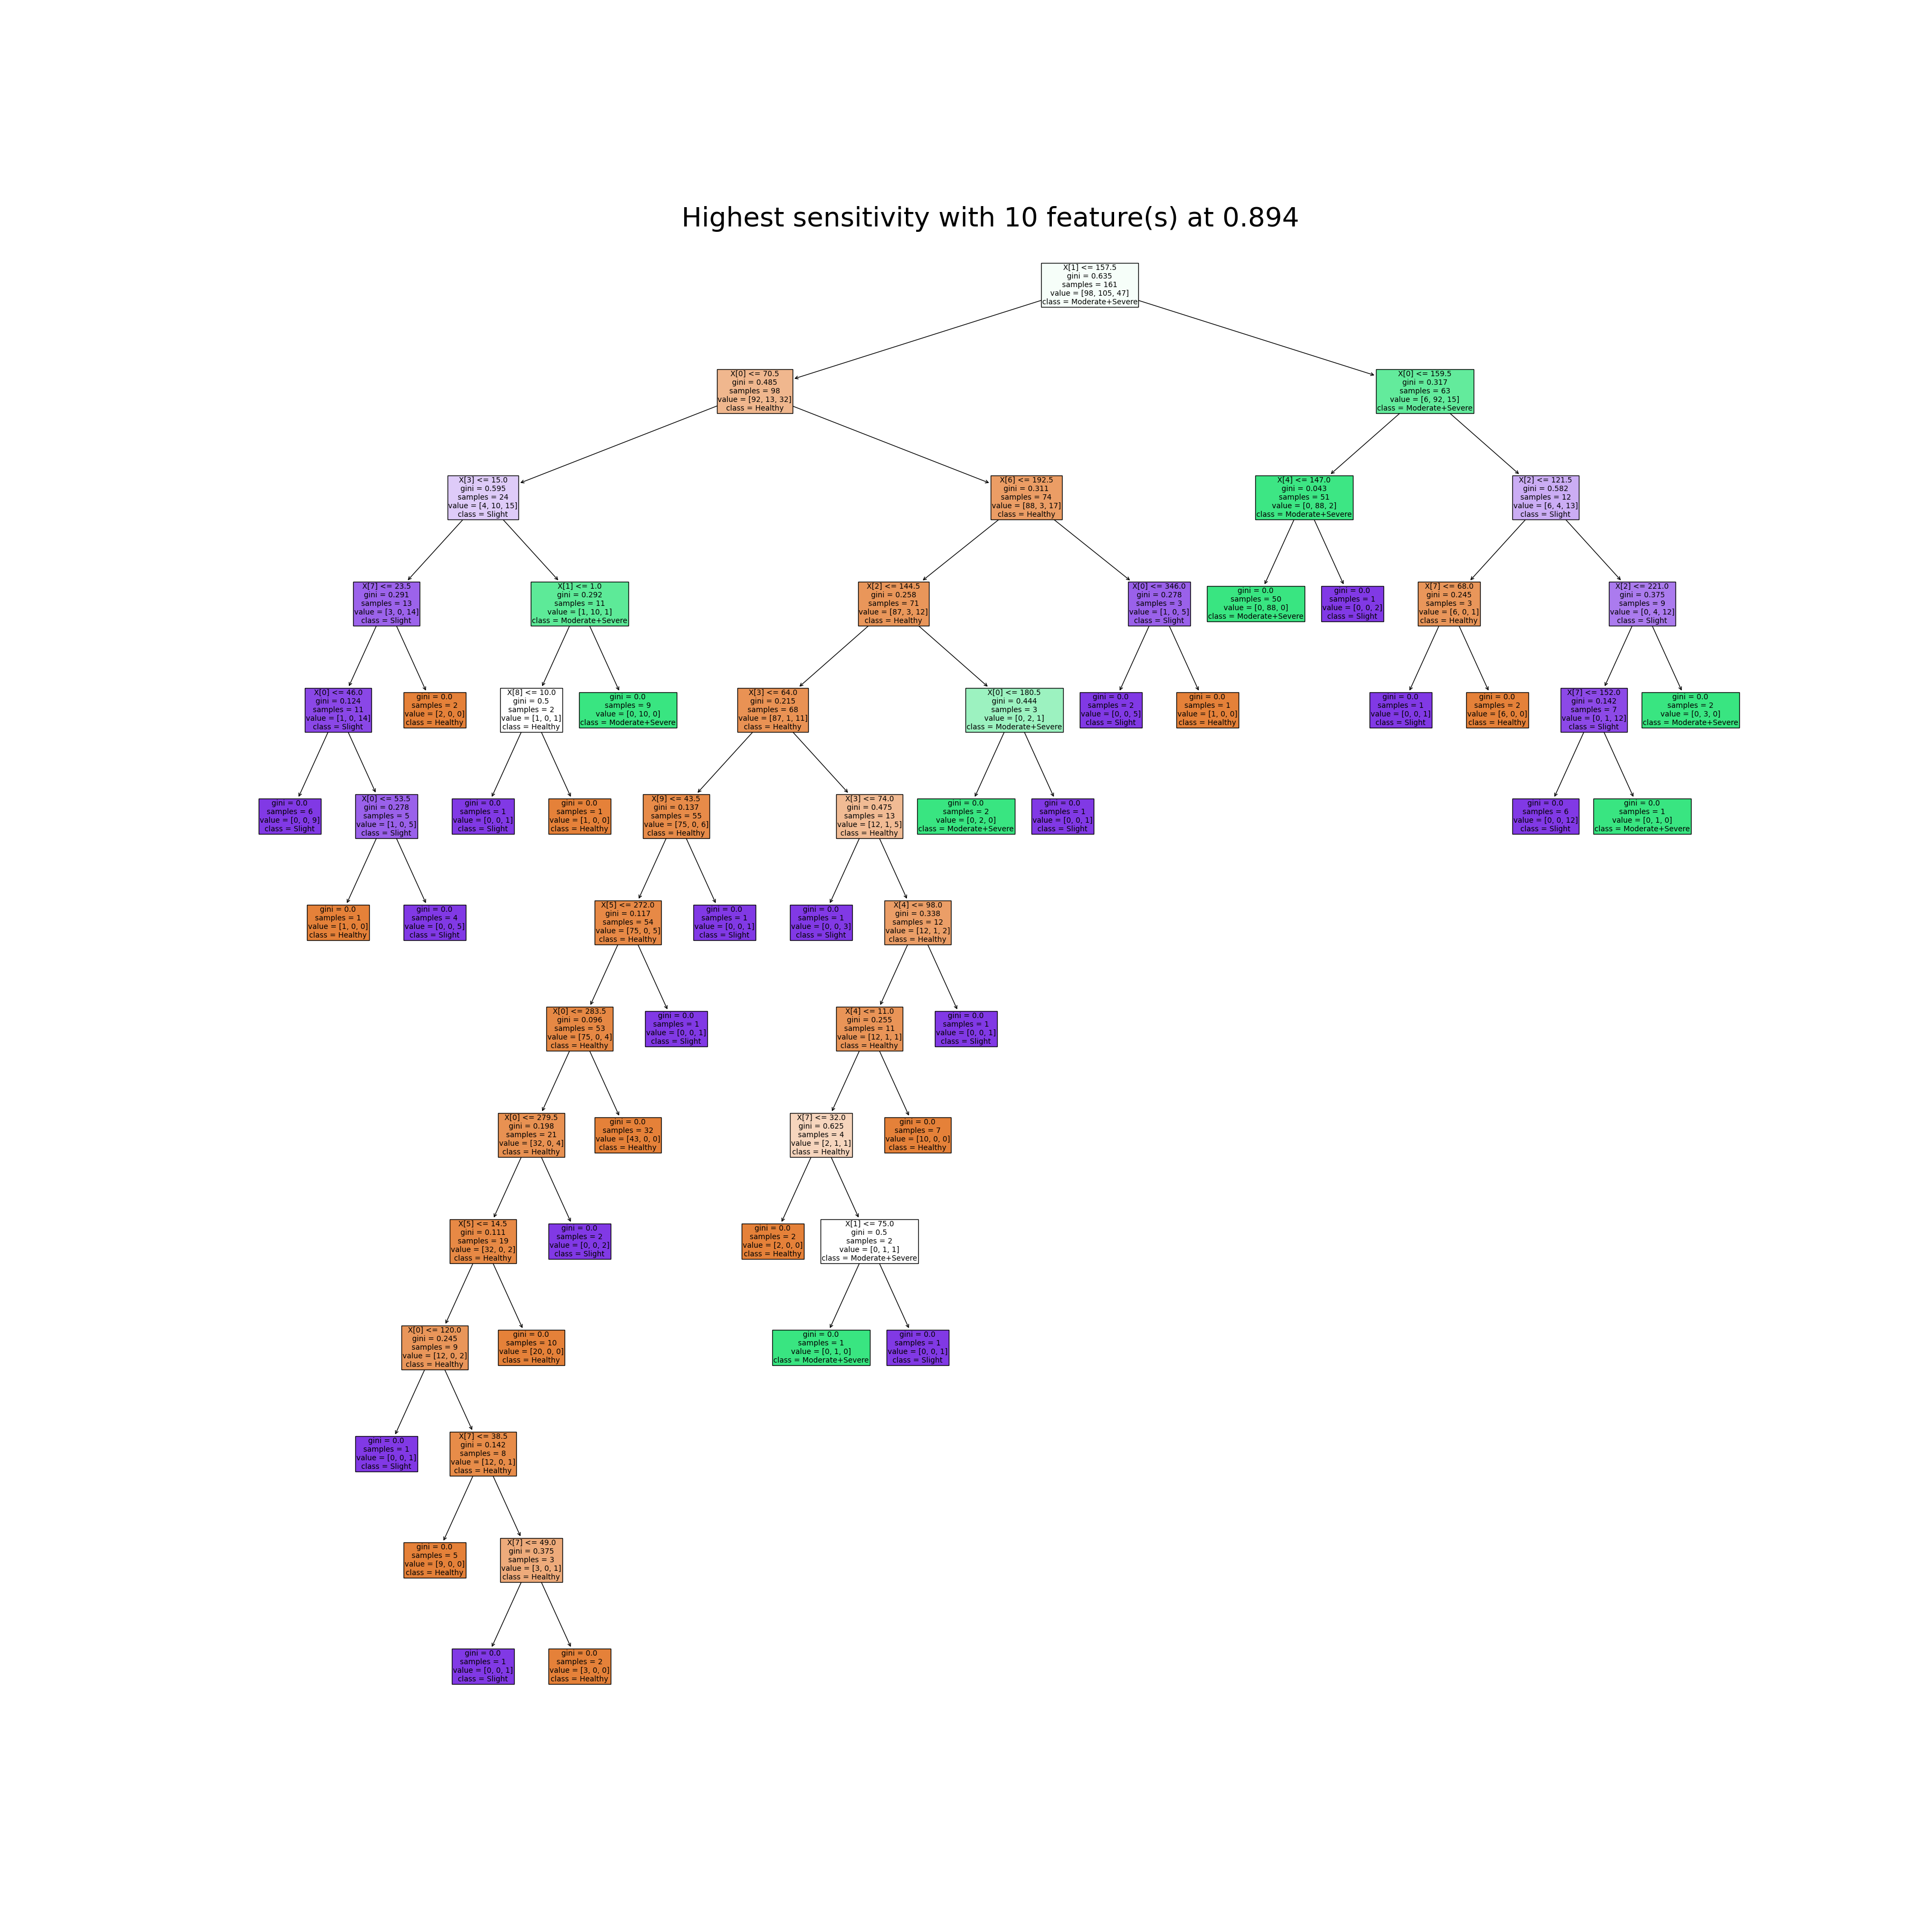 Highest sensitivity with 10 feature(s) at 0.894
X[1] <= 157.5
gini = 0.635
samples = 161
value = [98, 105, 47]
class = Moderate+Severe
X[0] <= 70.5
gini = 0.485
samples = 98
value = [92, 13, 32]
class = Healthy
X[0] <= 159.5
gini = 0.317
samples = 63
value = [6, 92, 15]
class = Moderate+Severe
X[3] <= 15.0
gini = 0.595
samples = 24
value = [4, 10, 15]
class = Slight
X[6] <= 192.5
gini = 0.311
samples = 74
value = [88, 3, 17]
class = Healthy
X[4] <= 147.0
gini = 0.043
samples = 51
value = [0, 88, 2]
class = Moderate+Severe
X[2] <= 121.5
gini = 0.582
samples = 12
value = [6, 4, 13]
class = Slight
X[7] <= 23.5
gini = 0.291
samples = 13
value = [3, 0, 14]
class = Slight
X[1] <= 1.0
gini = 0.292
samples = 11
value = [1, 10, 1]
class = Moderate+Severe
X[2] <= 144.5
gini = 0.258
samples = 71
value = [87, 3, 12]
class = Healthy
X[0] <= 346.0
gini = 0.278
samples = 3
value = [1, 0, 5]
class = Slight
gini = 0.0
samples = 50
value = [0, 88, 0]
class = Moderate+Severe
gini = 0.0
samples = 1
value = [0, 0, 2]
class = Slight
X[7] <= 68.0
gini = 0.245
samples = 3
value = [6, 0, 1]
class = Healthy
X[2] <= 221.0
gini = 0.375
samples = 9
value = [0, 4, 12]
class = Slight
X[0] <= 46.0
gini = 0.124
samples = 11
value = [1, 0, 14]
class = Slight
gini = 0.0
samples = 2
value = [2, 0, 0]
class = Healthy
X[8] <= 10.0
gini = 0.5
samples = 2
value = [1, 0, 1]
class = Healthy
gini = 0.0
samples = 9
value = [0, 10, 0]
class = Moderate+Severe
X[3] <= 64.0
gini = 0.215
samples = 68
value = [87, 1, 11]
class = Healthy
X[0] <= 180.5
gini = 0.444
samples = 3
value = [0, 2, 1]
class = Moderate+Severe
gini = 0.0
samples = 2
value = [0, 0, 5]
class = Slight
gini = 0.0
samples = 1
value = [1, 0, 0]
class = Healthy
gini = 0.0
samples = 1
value = [0, 0, 1]
class = Slight
gini = 0.0
samples = 2
value = [6, 0, 0]
class = Healthy
X[7] <= 152.0
gini = 0.142
samples = 7
value = [0, 1, 12]
class = Slight
gini = 0.0
samples = 2
value = [0, 3, 0]
class = Moderate+Severe
gini = 0.0
samples = 6
value = [0, 0, 9]
class = Slight
X[0] <= 53.5
gini = 0.278
samples = 5
value = [1, 0, 5]
class = Slight
gini = 0.0
samples = 1
value = [0, 0, 1]
class = Slight
gini = 0.0
samples = 1
value = [1, 0, 0]
class = Healthy
X[9] <= 43.5
gini = 0.137
samples = 55
value = [75, 0, 6]
class = Healthy
X[3] <= 74.0
gini = 0.475
samples = 13
value = [12, 1, 5]
class = Healthy
gini = 0.0
samples = 2
value = [0, 2, 0]
class = Moderate+Severe
gini = 0.0
samples = 1
value = [0, 0, 1]
class = Slight
gini = 0.0
samples = 6
value = [0, 0, 12]
class = Slight
gini = 0.0
samples = 1
value = [0, 1, 0]
class = Moderate+Severe
gini = 0.0
samples = 1
value = [1, 0, 0]
class = Healthy
gini = 0.0
samples = 4
value = [0, 0, 5]
class = Slight
X[5] <= 272.0
gini = 0.117
samples = 54
value = [75, 0, 5]
class = Healthy
gini = 0.0
samples = 1
value = [0, 0, 1]
class = Slight
gini = 0.0
samples = 1
value = [0, 0, 3]
class = Slight
X[4] <= 98.0
gini = 0.338
samples = 12
value = [12, 1, 2]
class = Healthy
X[0] <= 283.5
gini = 0.096
samples = 53
value = [75, 0, 4]
class = Healthy
gini = 0.0
samples = 1
value = [0, 0, 1]
class = Slight
X[4] <= 11.0
gini = 0.255
samples = 11
value = [12, 1, 1]
class = Healthy
gini = 0.0
samples = 1
value = [0, 0, 1]
class = Slight
X[0] <= 279.5
gini = 0.198
samples = 21
value = [32, 0, 4]
class = Healthy
gini = 0.0
samples = 32
value = [43, 0, 0]
class = Healthy
X[7] <= 32.0
gini = 0.625
samples = 4
value = [2, 1, 1]
class = Healthy
gini = 0.0
samples = 7
value = [10, 0, 0]
class = Healthy
X[5] <= 14.5
gini = 0.111
samples = 19
value = [32, 0, 2]
class = Healthy
gini = 0.0
samples = 2
value = [0, 0, 2]
class = Slight
gini = 0.0
samples = 2
value = [2, 0, 0]
class = Healthy
X[1] <= 75.0
gini = 0.5
samples = 2
value = [0, 1, 1]
class = Moderate+Severe
X[0] <= 120.0
gini = 0.245
samples = 9
value = [12, 0, 2]
class = Healthy
gini = 0.0
samples = 10
value = [20, 0, 0]
class = Healthy
gini = 0.0
samples = 1
value = [0, 1, 0]
class = Moderate+Severe
gini = 0.0
samples = 1
value = [0, 0, 1]
class = Slight
gini = 0.0
samples = 1
value = [0, 0, 1]
class = Slight
X[7] <= 38.5
gini = 0.142
samples = 8
value = [12, 0, 1]
class = Healthy
gini = 0.0
samples = 5
value = [9, 0, 0]
class = Healthy
X[7] <= 49.0
gini = 0.375
samples = 3
value = [3, 0, 1]
class = Healthy
gini = 0.0
samples = 1
value = [0, 0, 1]
class = Slight
gini = 0.0
samples = 2
value = [3, 0, 0]
class = Healthy